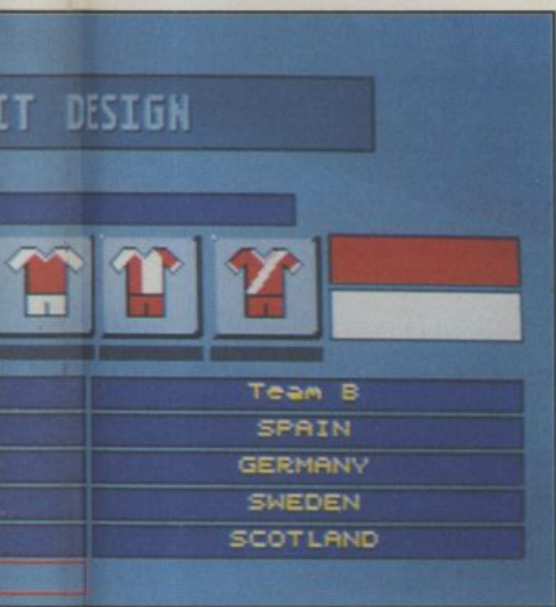 IT DESIGN
Team B
SPAIN
GERMANY
SWEDEN
SCOTLAND